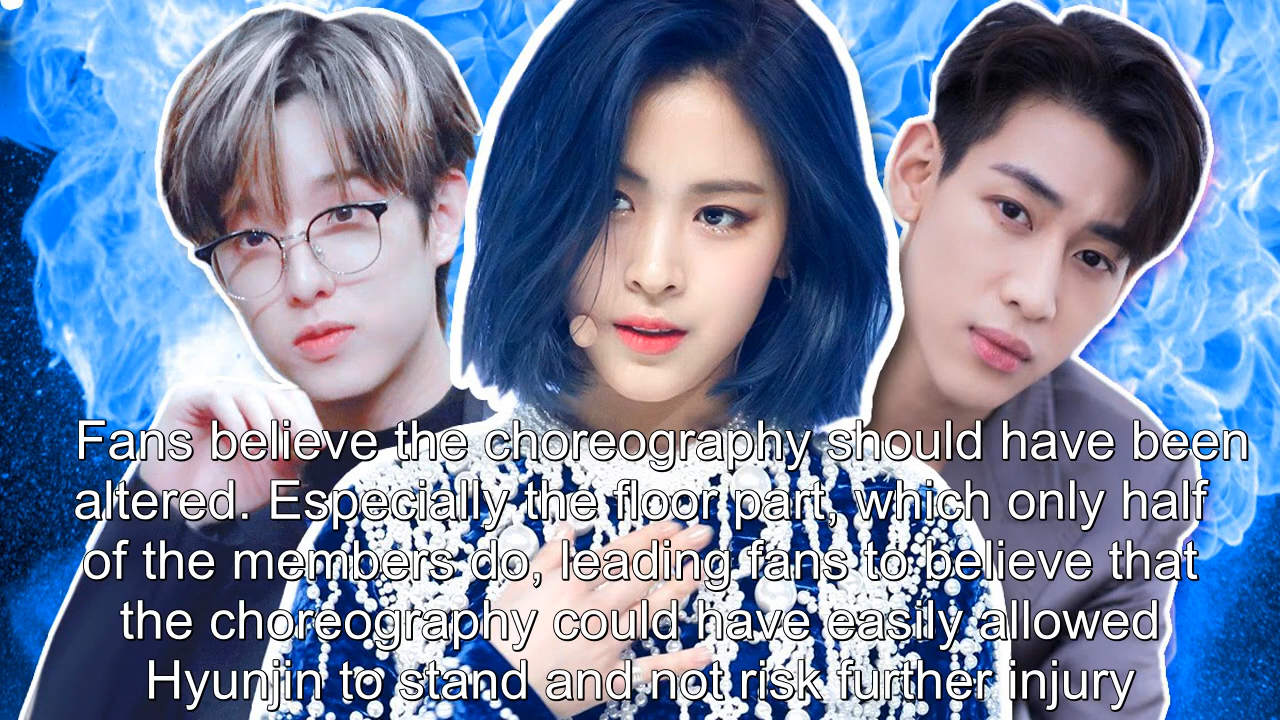 Fans believe the choreography should have been
altered. Especially the floor part, which only half
of the members do, leading fans to believe that
the choreography could have easily allowed
Hyunjin to stand and not risk further injury